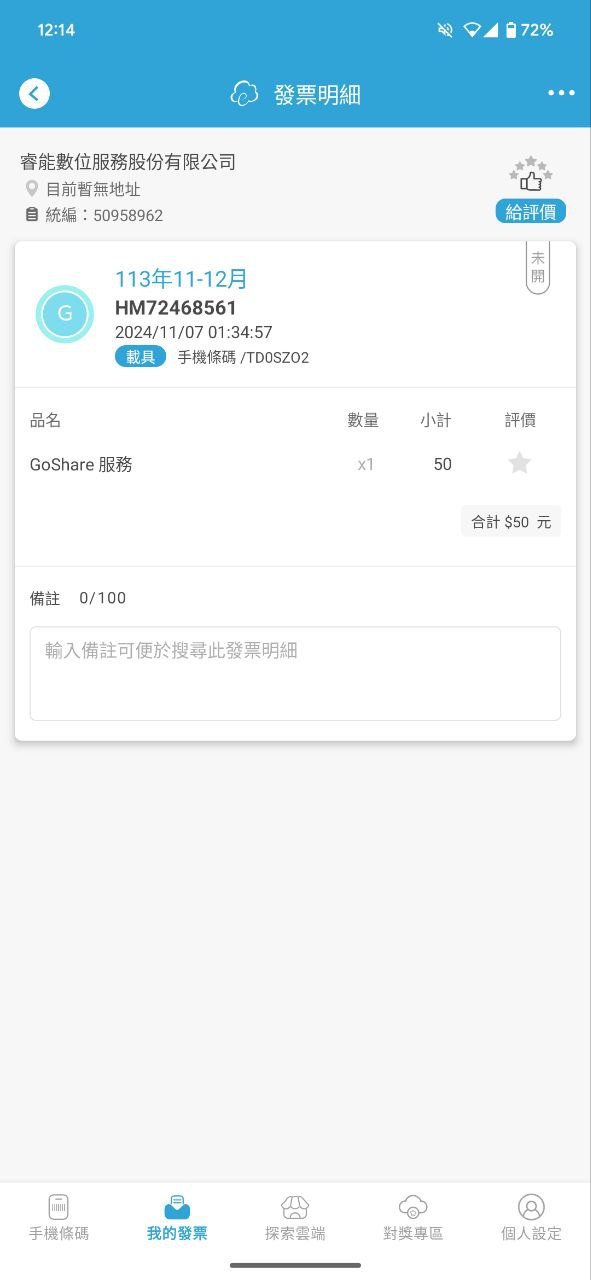 12:14
72%
發票明細
睿能數位服務股份有限公司
目前暫無地址
統編：50958962
給評價
未開
113年11-12月
G
HM72468561
2024/11/07 01:34:57
載具 手機條碼 /TD0SZO2
品名 數量 小計 評價
GoShare 服務 x1 50
合計 $50 元
備註 0/100
輸入備註可便於搜尋此發票明細
手機條碼 我的發票 探索雲端 對獎專區 個人設定